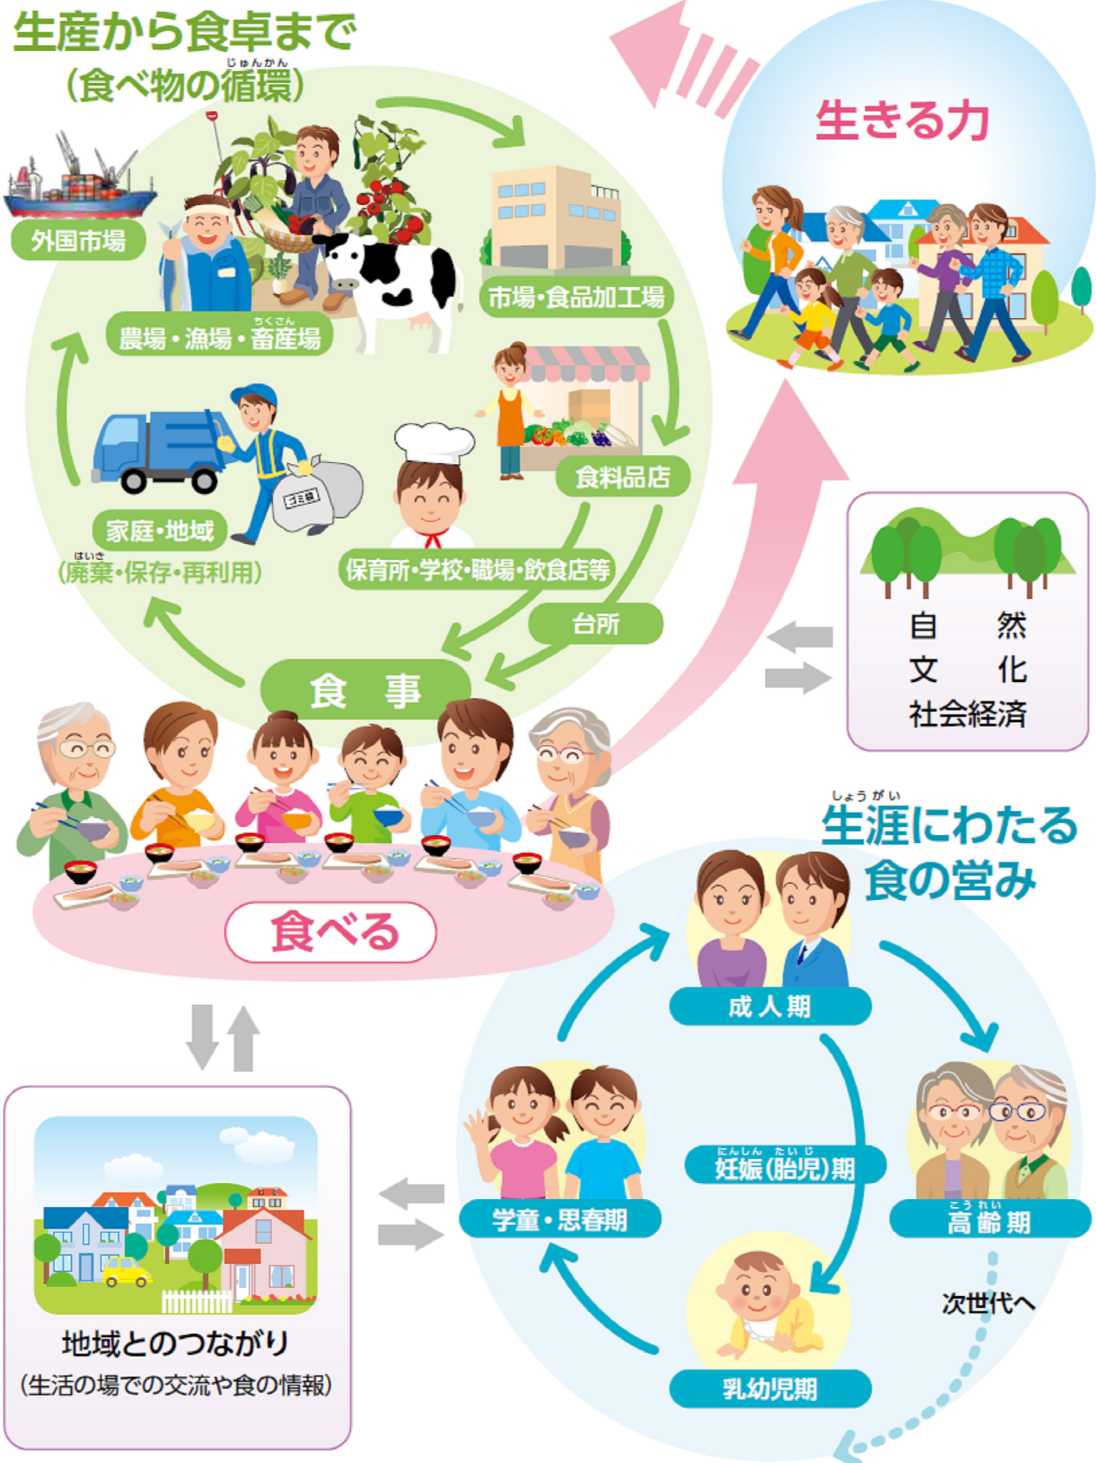 生産から食卓まで
じゅんかん
(食べ物の循環)
生きる力
外国市場
ちくさん
農場・漁場・畜産場
市場・食品加工場
食料品店
ゴミ袋
家庭・地域
はいき
(廃棄・保存・再利用)
保育所・学校・職場・飲食店等
台所
食 事
自 然
文 化
社会経済
食べる
しょうがい
生涯にわたる
食の営み
成人期
にんしん たいじ
妊娠(胎児)期
学童・思春期
こうれい
高齢期
次世代へ
乳幼児期
地域とのつながり
(生活の場での交流や食の情報)